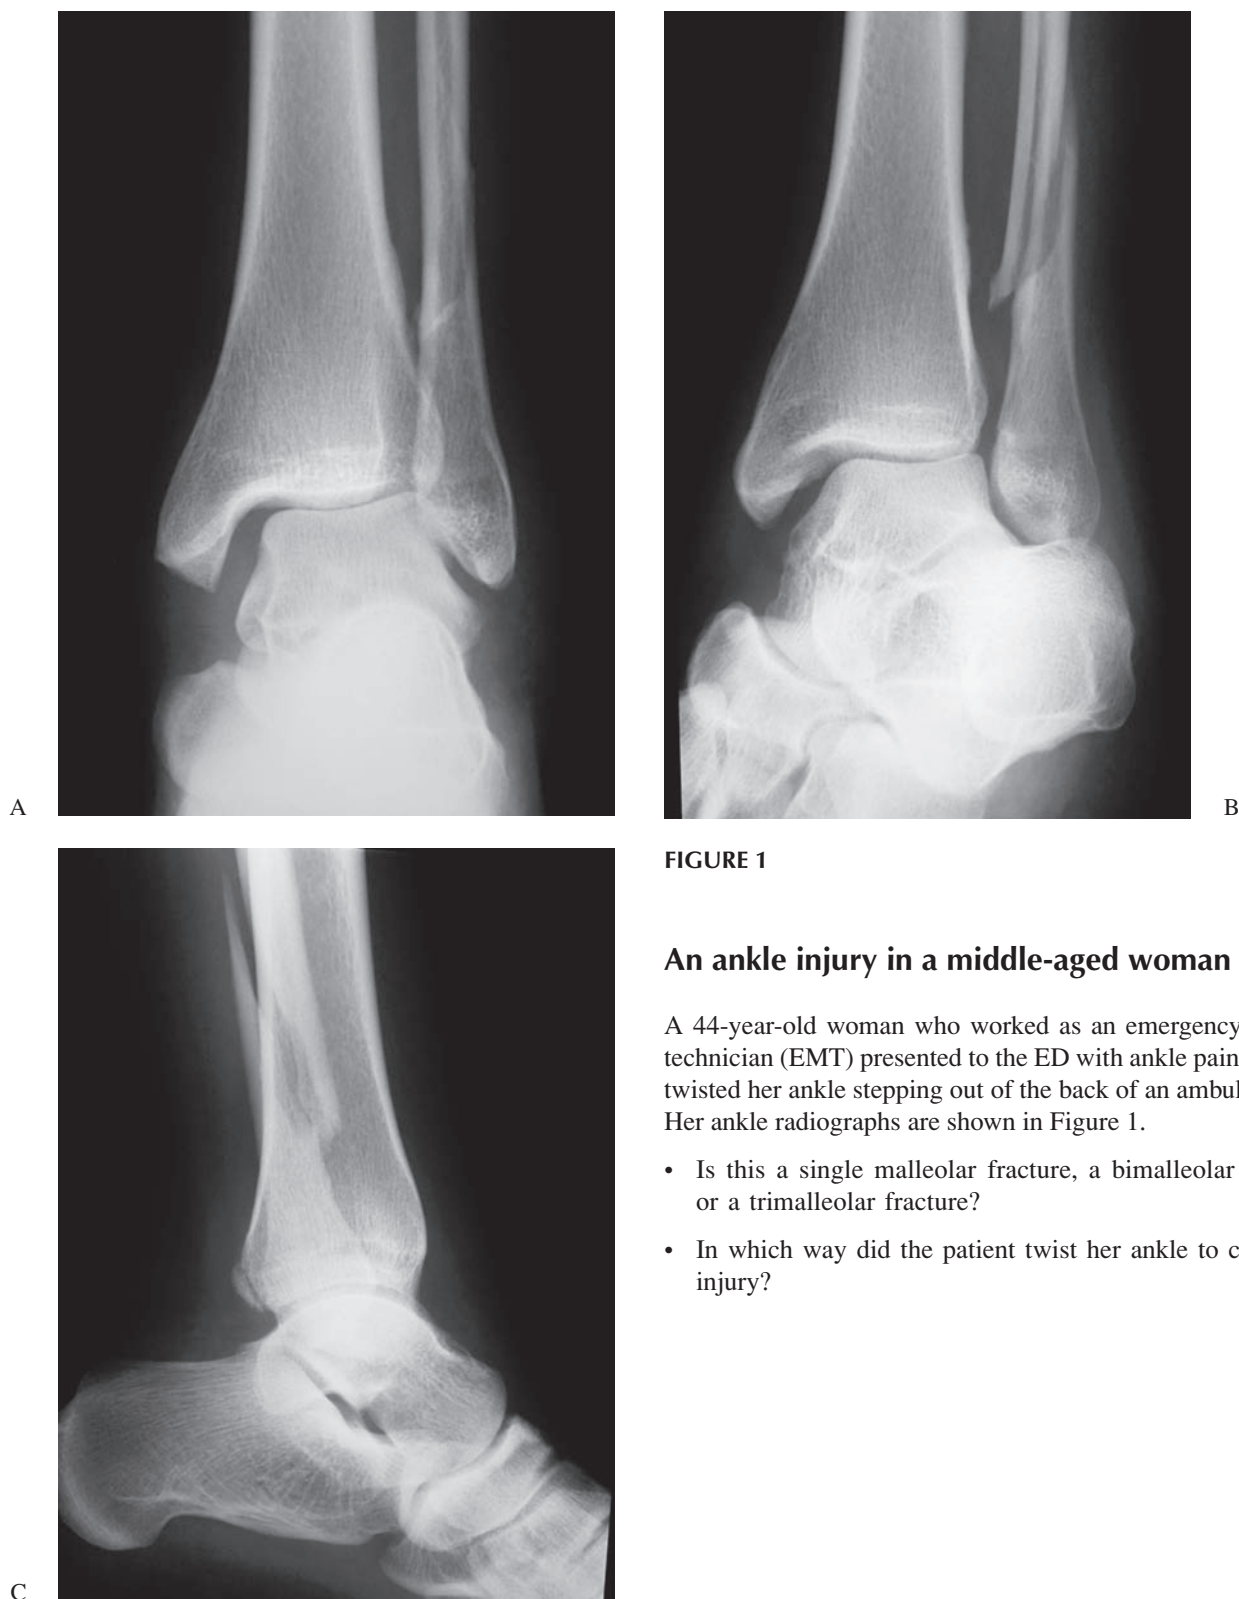 A
B
FIGURE 1
An ankle injury in a middle-aged woman
A 44-year-old woman who worked as an emergency
technician (EMT) presented to the ED with ankle pain
twisted her ankle stepping out of the back of an
Her ankle radiographs are shown in Figure 1.
• Is this a single malleolar fracture, a bimalleolar
or a trimalleolar fracture?
• In which way did the patient twist her ankle to
injury?
C